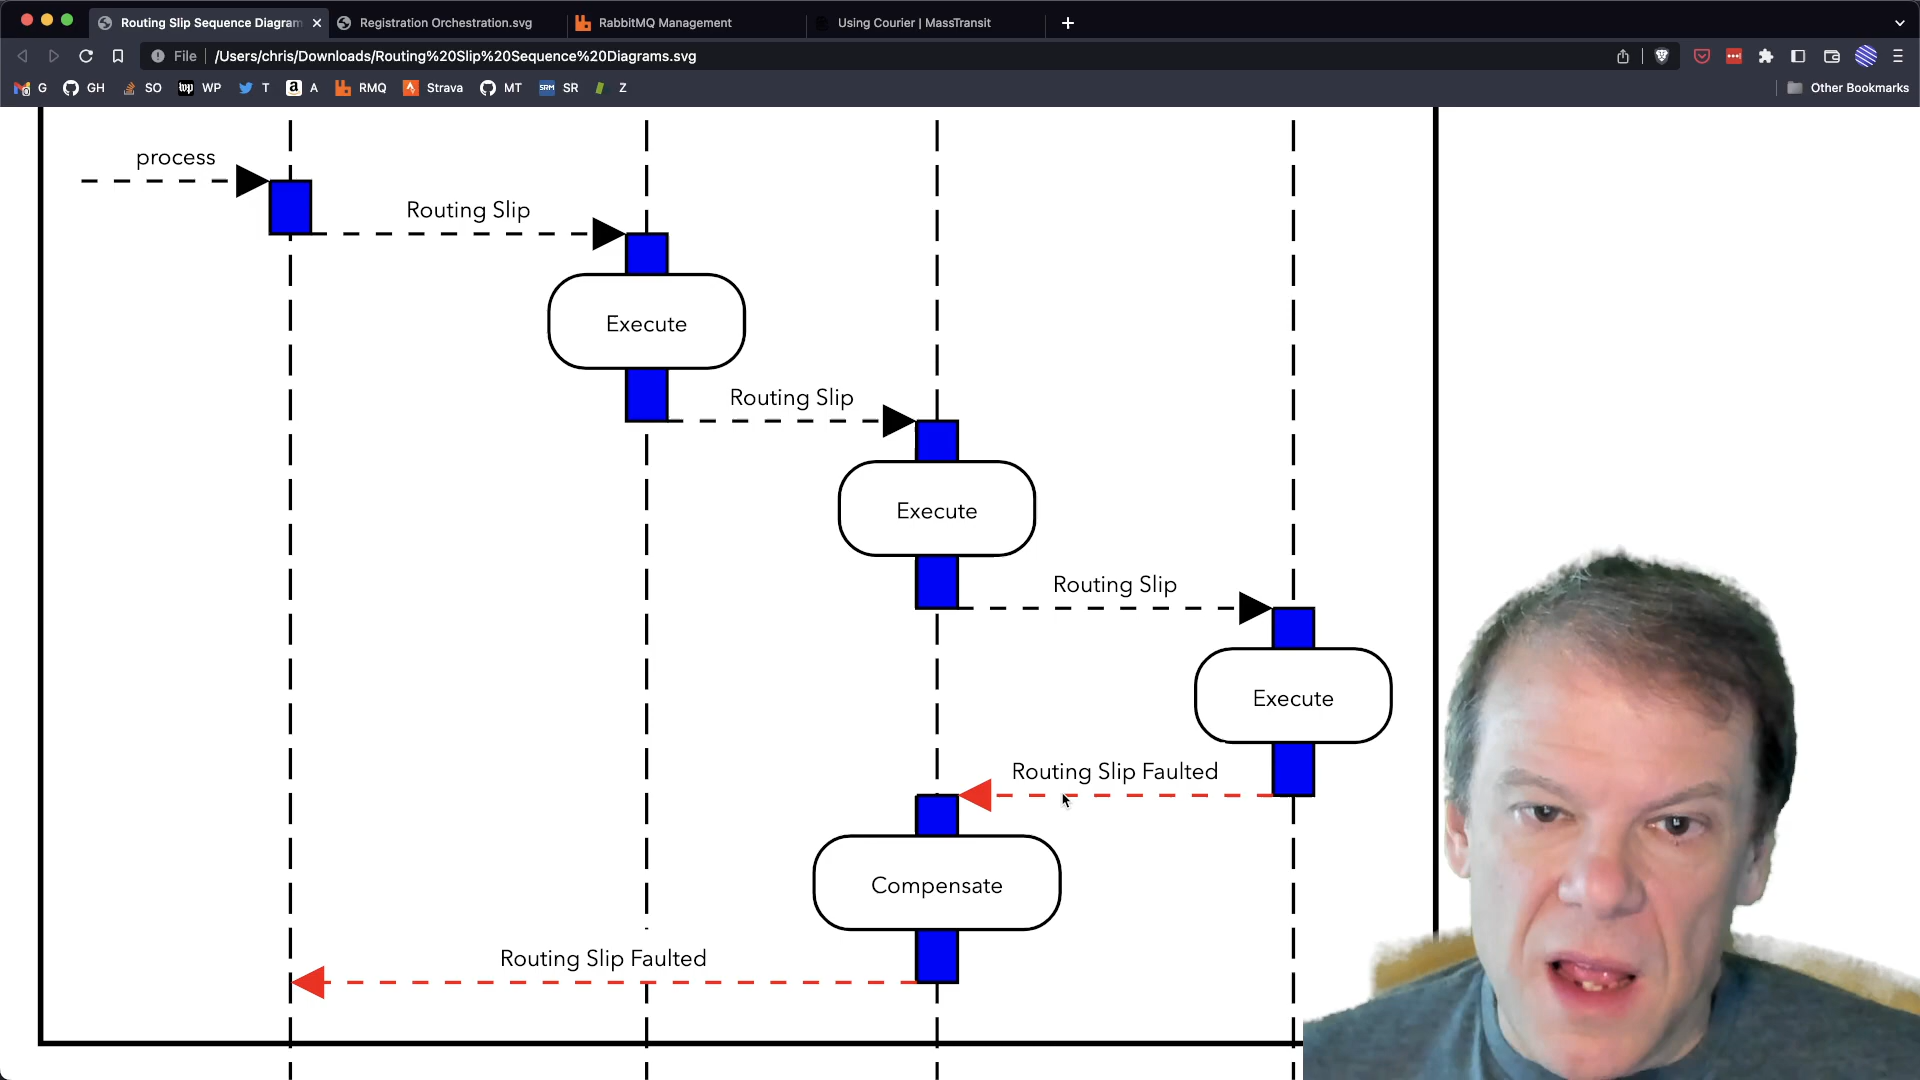 Routing Slip Sequence Diagram
Registration Orchestration.svg
RabbitMQ Management
Using Courier | MassTransit
File
/Users/chris/Downloads/Routing%20Slip%20Sequence%20Diagrams.svg
G
GH
SO
WP
T
a A
RMQ
Strava
MT
SRM SR
Z
Other Bookmarks
process
Routing Slip
Execute
Routing Slip
Execute
Routing Slip
Execute
Routing Slip Faulted
Compensate
Routing Slip Faulted